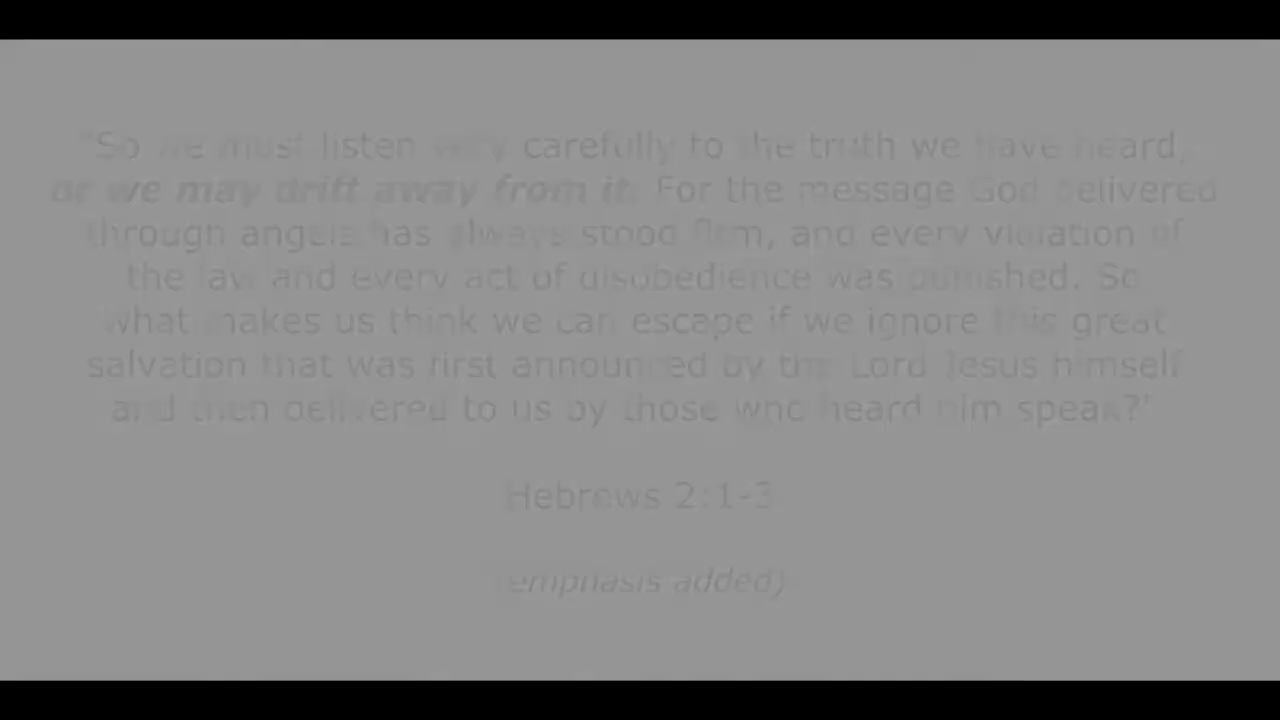 "So we must listen very carefully to the truth we have heard,
or we may drift away from it. For the message God delivered
through angels has always stood firm, and every violation of
the law and every act of disobedience was punished. So
what makes us think we can escape if we ignore this great
salvation that was first announced by the Lord Jesus himself
and then delivered to us by those who heard him speak?"
Hebrews 2:1-3
(emphasis added)